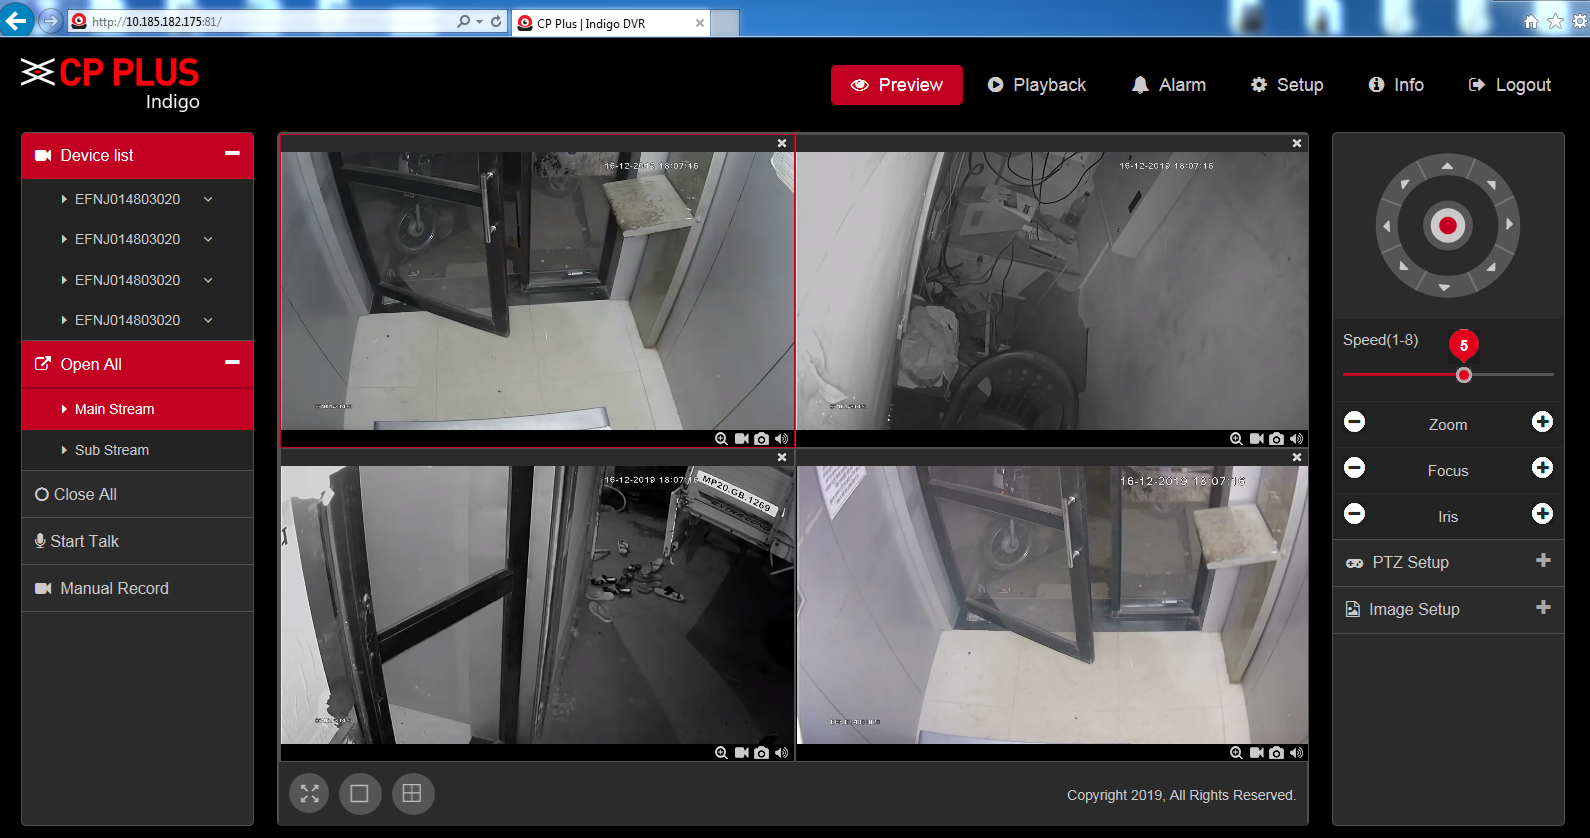 http://10.185.182.175:81/
CP Plus | Indigo DVR
CP PLUS
Indigo
Preview
Playback
Alarm
Setup
Info
Logout
Device list
EFNJ014803020
EFNJ014803020
EFNJ014803020
EFNJ014803020
Open All
Main Stream
Sub Stream
Close All
Start Talk
Manual Record
16-12-2019 18:07:16
16-12-2019 18:07:16
16-12-2019 18:07:16
MP20.GB.1269
16-12-2019 18:07:16
Speed(1-8)
5
Zoom
Focus
Iris
PTZ Setup
Image Setup
Copyright 2019, All Rights Reserved.